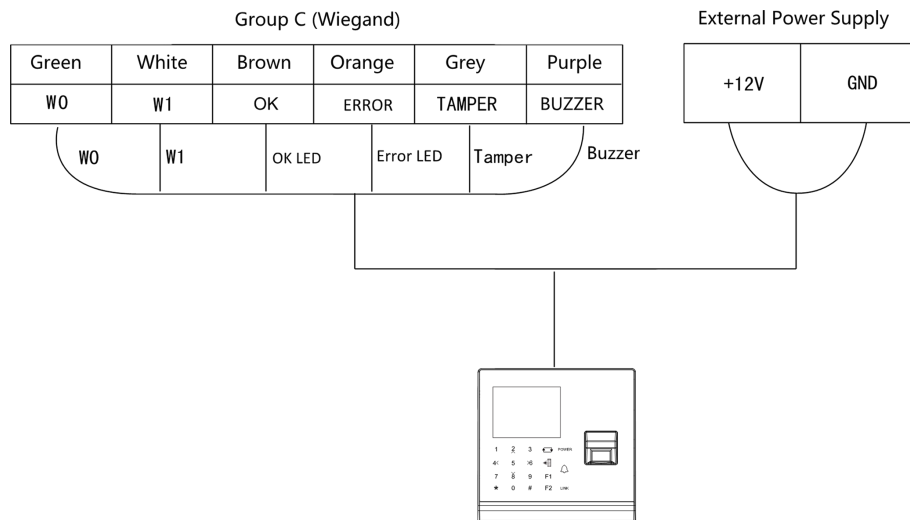 Group C (Wiegand) External Power Supply
Green White Brown Orange Grey Purple
W0 W1 OK ERROR TAMPER BUZZER
+12V GND
W0 W1 OK LED Error LED Tamper Buzzer
1 2 3 POWER
4 5 6
7 8 9 F1
* 0 # F2 LINK